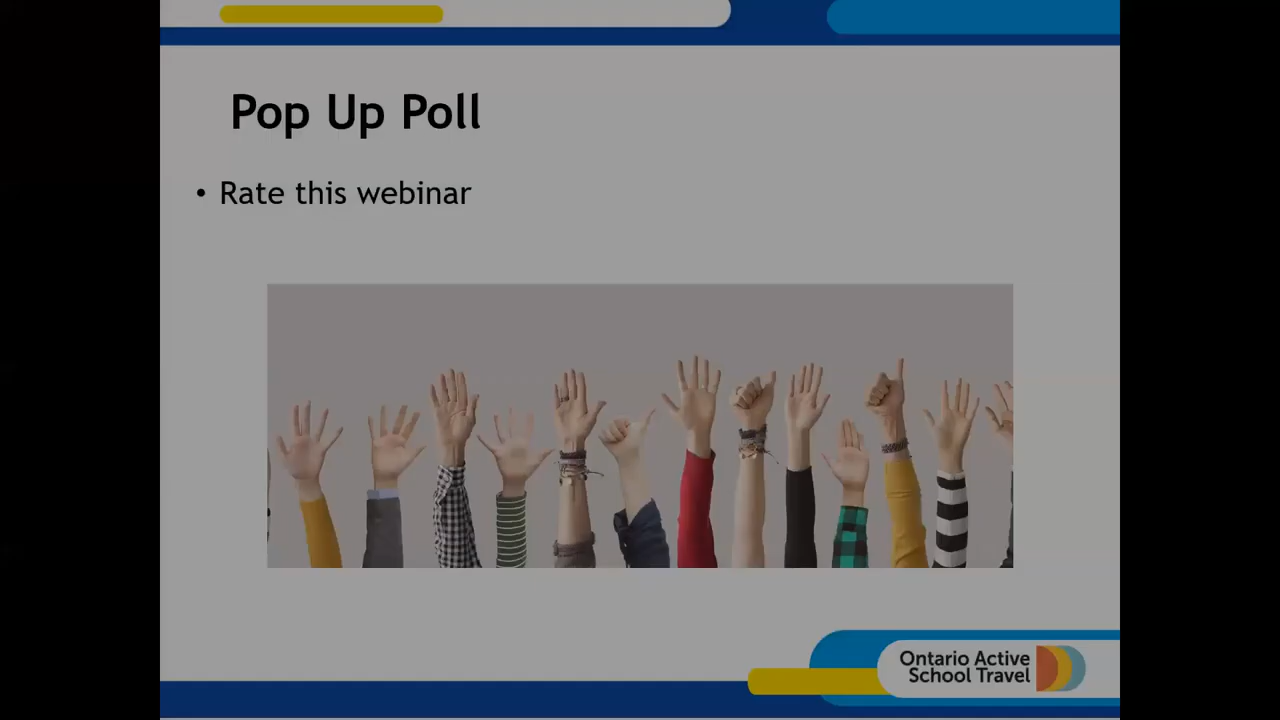 Pop Up Poll
• Rate this webinar
Ontario Active
School Travel